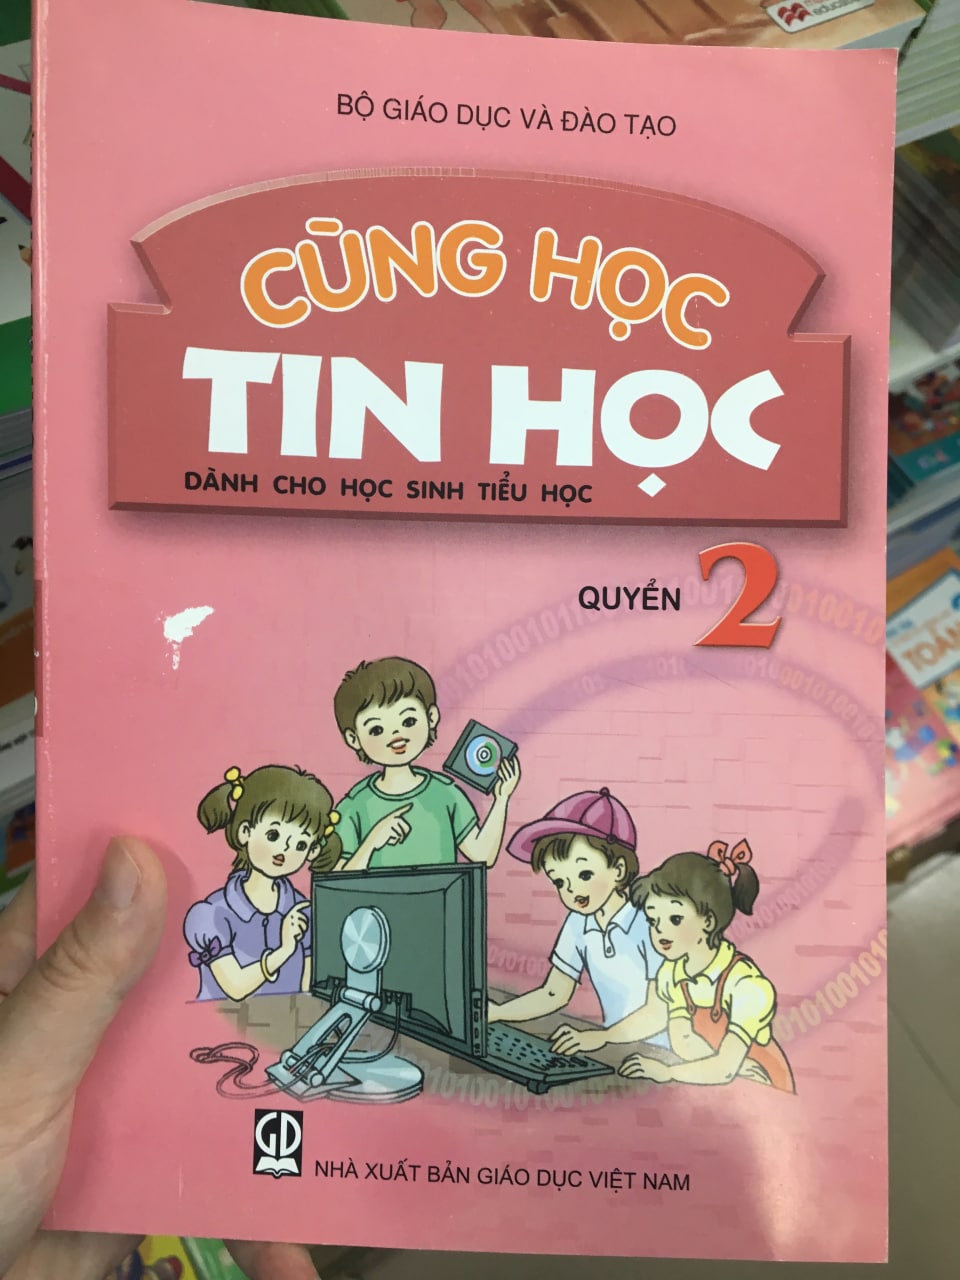 BỘ GIÁO DỤC VÀ ĐÀO TẠO
CÙNG HỌC
TIN HỌC
DÀNH CHO HỌC SINH TIỂU HỌC
QUYỂN 2
GD
NHÀ XUẤT BẢN GIÁO DỤC VIỆT NAM
TOÁN